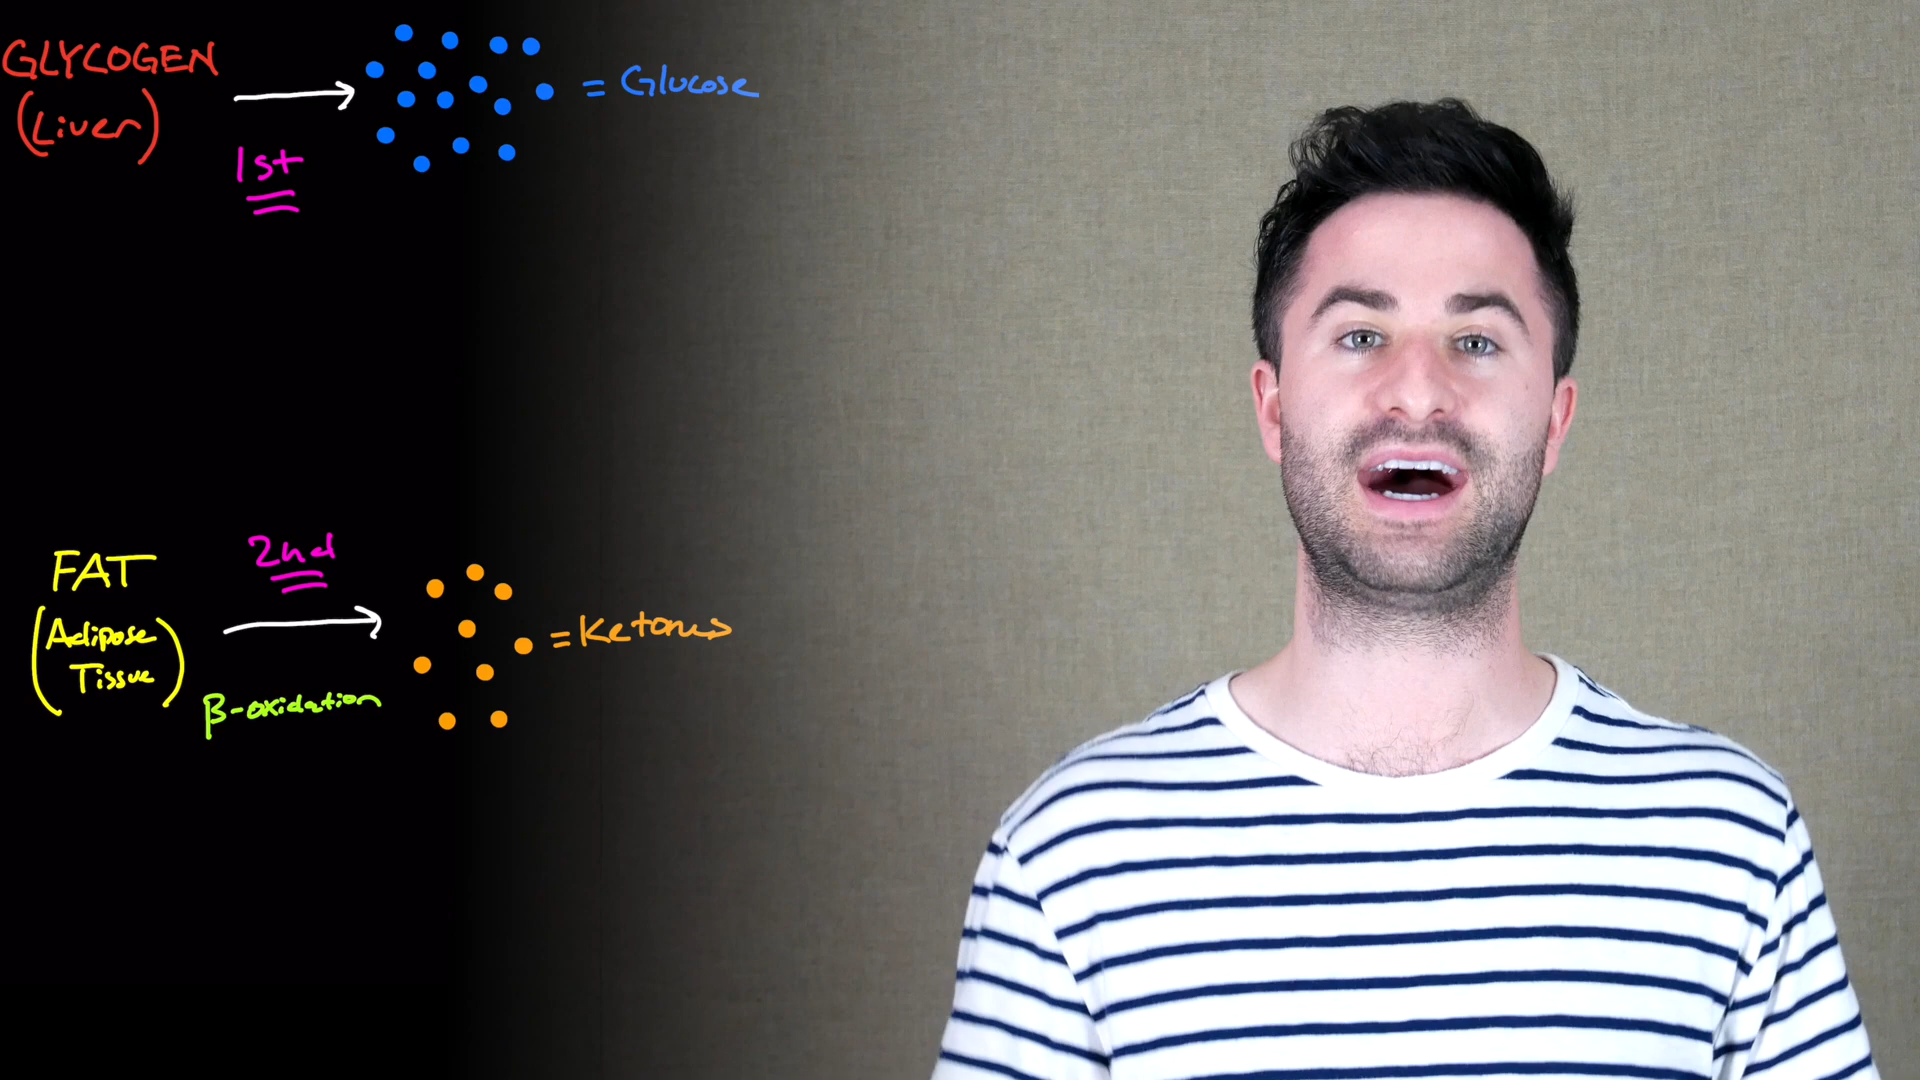 GLYCOGEN
(Liver)
1st
= Glucose
FAT
(Adipose
Tissue)
2nd
β-oxidation
= Ketones